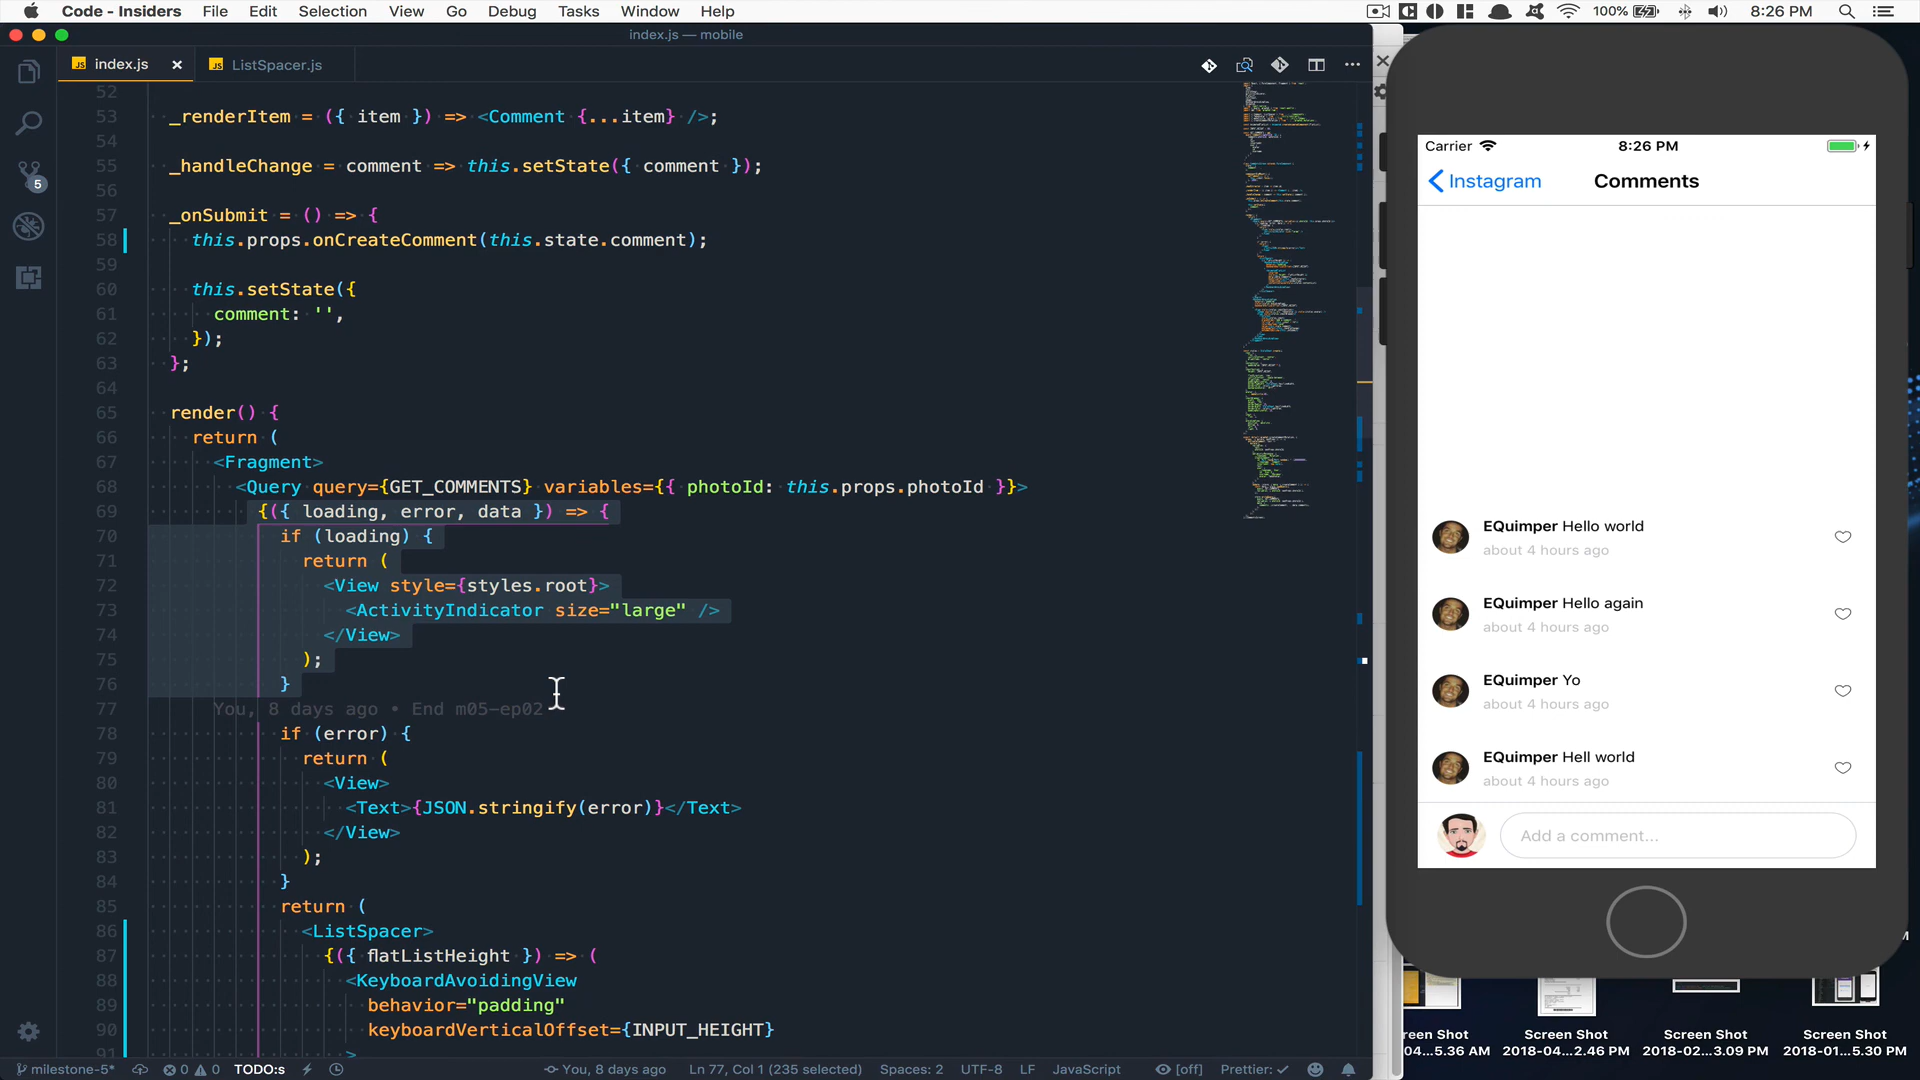 Code - Insiders File Edit Selection View Go Debug Tasks Window Help 100% 8:26 PM
index.js — mobile
index.js ListSpacer.js
52
53 _renderItem = ({ item }) => <Comment {...item} />;
54
55 _handleChange = comment => this.setState({ comment });
56
57 _onSubmit = () => {
58 this.props.onCreateComment(this.state.comment);
59
60 this.setState({
61 comment: '',
62 });
63 };
64
65 render() {
66 return (
67 <Fragment>
68 <Query query={GET_COMMENTS} variables={{ photoId: this.props.photoId }}>
69 {({ loading, error, data }) => {
70 if (loading) {
71 return (
72 <View style={styles.root}>
73 <ActivityIndicator size="large" />
74 </View>
75 );
76 }
77 You, 8 days ago • End m05-ep02
78 if (error) {
79 return (
80 <View>
81 <Text>{JSON.stringify(error)}</Text>
82 </View>
83 );
84 }
85 return (
86 <ListSpacer>
87 {({ flatListHeight }) => (
88 <KeyboardAvoidingView
89 behavior="padding"
90 keyboardVerticalOffset={INPUT_HEIGHT}
91 >
5
milestone-5* 0 0 TODO:s You, 8 days ago Ln 77, Col 1 (235 selected) Spaces: 2 UTF-8 LF JavaScript [off] Prettier: ✓
Carrier 8:26 PM
Instagram Comments
EQuimper Hello world
about 4 hours ago
EQuimper Hello again
about 4 hours ago
EQuimper Yo
about 4 hours ago
EQuimper Hell world
about 4 hours ago
Add a comment...
reen Shot Screen Shot Screen Shot Screen Shot
04...5.36 AM 2018-04...2.46 PM 2018-02...3.09 PM 2018-01...5.30 PM